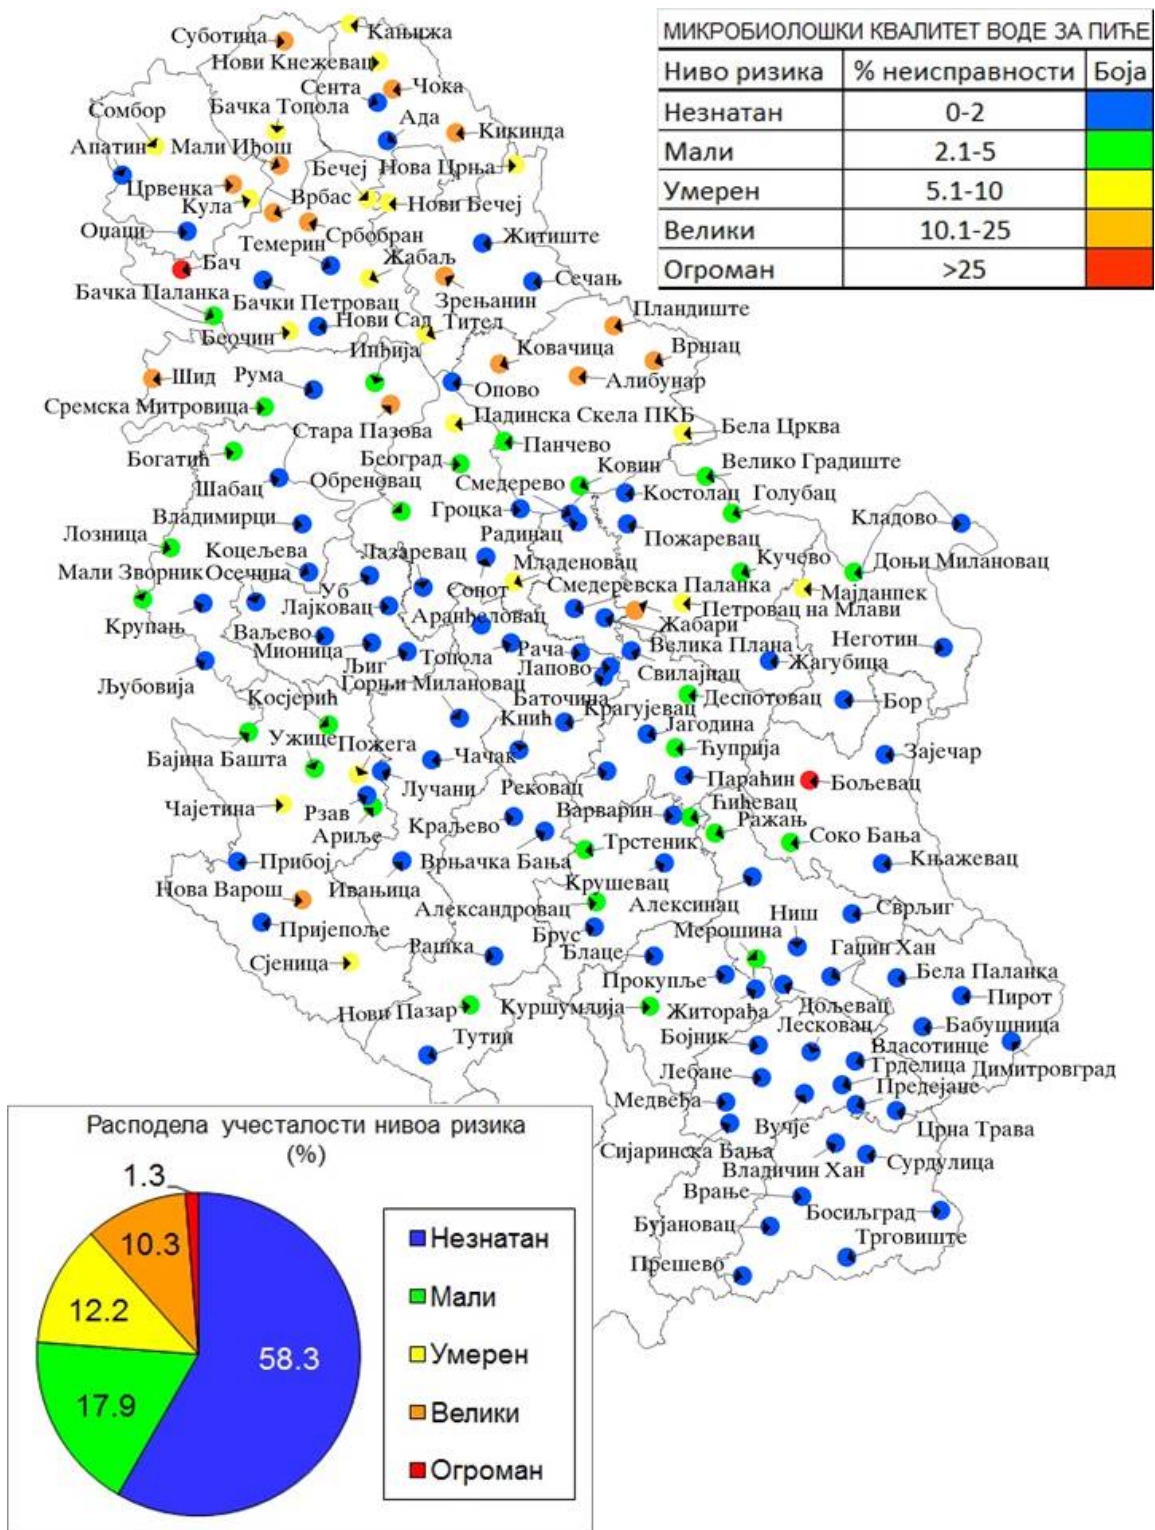 МИКРОБИОЛОШКИ КВАЛИТЕТ ВОДЕ ЗА ПИЋЕ
Ниво ризика % неисправности Боја
Незнатан 0-2
Мали 2.1-5
Умерен 5.1-10
Велики 10.1-25
Огроман >25
Суботица
Кањижа
Нови Кнежевац
Сента
Чока
Сомбор
Бачка Топола
Ада
Кикинда
Апатин
Мали Иђош
Бечеј
Нова Црња
Црвенка
Кула
Врбас
Нови Бечеј
Оџаци
Србобран
Темерин
Жабаљ
Житиште
Бач
Сечањ
Бачка Паланка
Бачки Петровац
Зрењанин
Нови Сад
Тител
Пландиште
Беочин
Инђија
Ковачица
Вршац
Шид
Рума
Опово
Алибунар
Сремска Митровица
Падинска Скела ПКБ
Стара Пазова
Бела Црква
Панчево
Богатић
Београд
Ковин
Велико Градиште
Шабац
Обреновац
Смедерево
Костолац
Голубац
Гроцка
Владимирци
Радинац
Пожаревац
Кладово
Лозница
Коцељева
Лазаревац
Младеновац
Кучево
Доњи Милановац
Мали Зворник
Осечина
Уб
Сопот
Смедеревска Паланка
Мајданпек
Лајковац
Аранђеловац
Петровац на Млави
Крупањ
Жабари
Ваљево
Мионица
Љиг
Топола
Рача
Велика Плана
Неготин
Лапово
Свилајнац
Жагубица
Љубовија
Горњи Милановац
Баточина
Косјерић
Деспотовац
Бор
Кнић
Крагујевац
Јагодина
Бајина Башта
Ужице
Пожега
Чачак
Ћуприја
Зајечар
Лучани
Рековац
Параћин
Бољевац
Чајетина
Рзав
Ариље
Краљево
Варварин
Ћићевац
Ражањ
Соко Бања
Врњачка Бања
Трстеник
Прибој
Ивањица
Крушевац
Књажевац
Нова Варош
Александровац
Алексинац
Ниш
Сврљиг
Пријепоље
Брус
Мерошина
Гаџин Хан
Сјеница
Рашка
Блаце
Прокупље
Бела Паланка
Нови Пазар
Куршумлија
Житорађа
Дољевац
Пирот
Тутин
Лесковац
Бабушница
Бојник
Власотинце
Грделица
Димитровград
Лебане
Предејане
Медвеђа
Вучје
Црна Трава
Сијаринска Бања
Владичин Хан
Сурдулица
Врање
Босиљград
Бујановац
Трговиште
Прешево
Расподела учесталости нивоа ризика
(%)
1.3
10.3
12.2
17.9
58.3
Незнатан
Мали
Умерен
Велики
Огроман